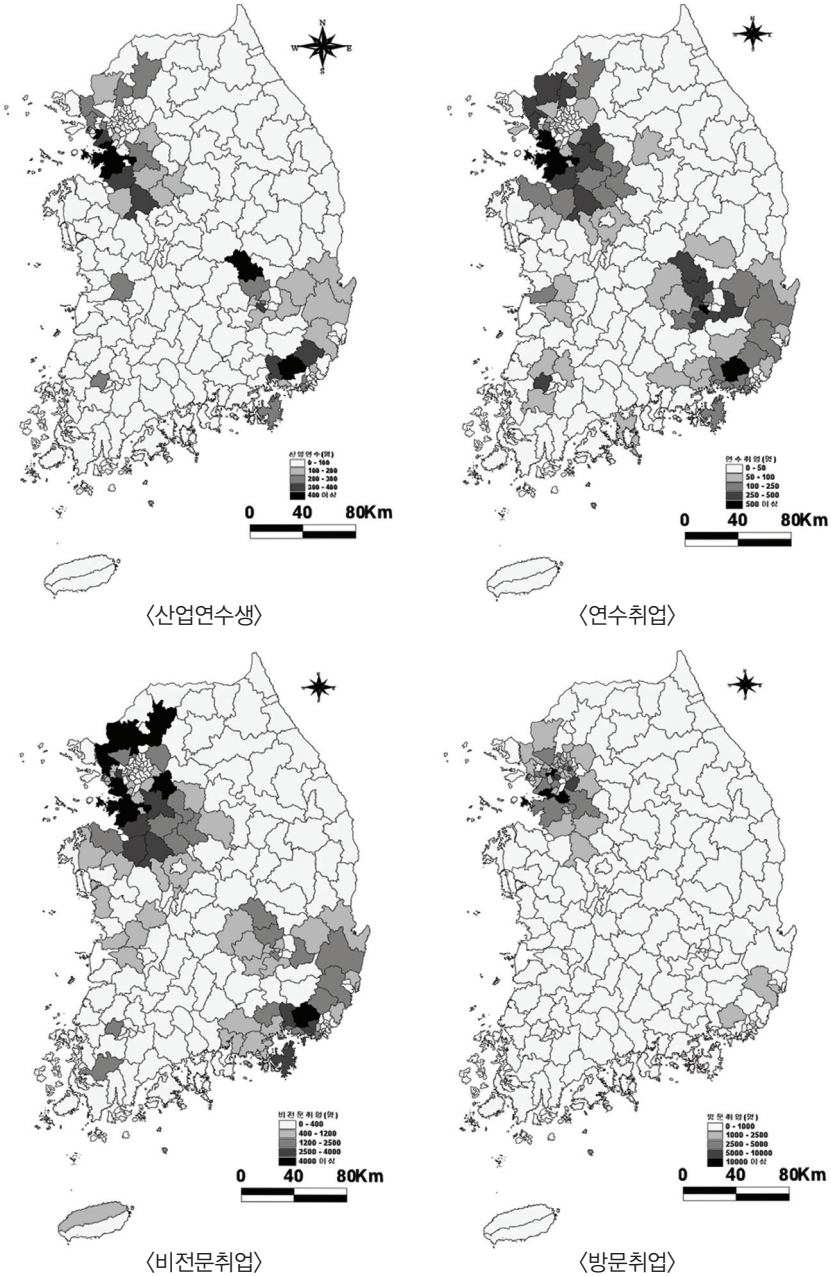 N
W E
S
산업연수(명)
0 - 100
100 - 200
200 - 300
300 - 400
400 이상
0 40 80Km
〈산업연수생〉
N
W E
S
연수취업(명)
0 - 50
50 - 100
100 - 250
250 - 500
500 이상
0 40 80Km
〈연수취업〉
N
W E
S
비전문취업(명)
0 - 400
400 - 1200
1200 - 2500
2500 - 4000
4000 이상
0 40 80Km
〈비전문취업〉
N
W E
S
방문취업(명)
0 - 1000
1000 - 2500
2500 - 5000
5000 - 10000
10000 이상
0 40 80Km
〈방문취업〉